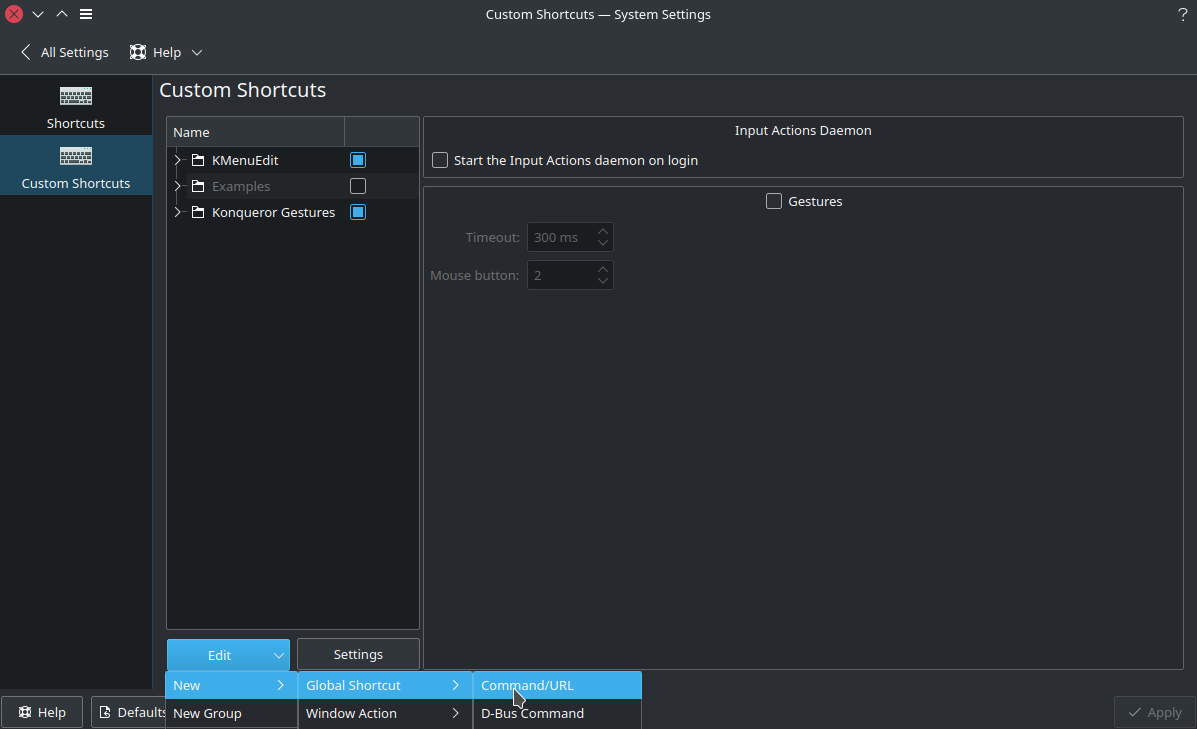 Custom Shortcuts — System Settings
?
All Settings
Help
Shortcuts
Custom Shortcuts
Custom Shortcuts
Name
KMenuEdit
Examples
Konqueror Gestures
Input Actions Daemon
Start the Input Actions daemon on login
Gestures
Timeout: 300 ms
Mouse button: 2
Edit
Settings
New
Global Shortcut
Command/URL
New Group
Window Action
D-Bus Command
Help
Defaults
Apply